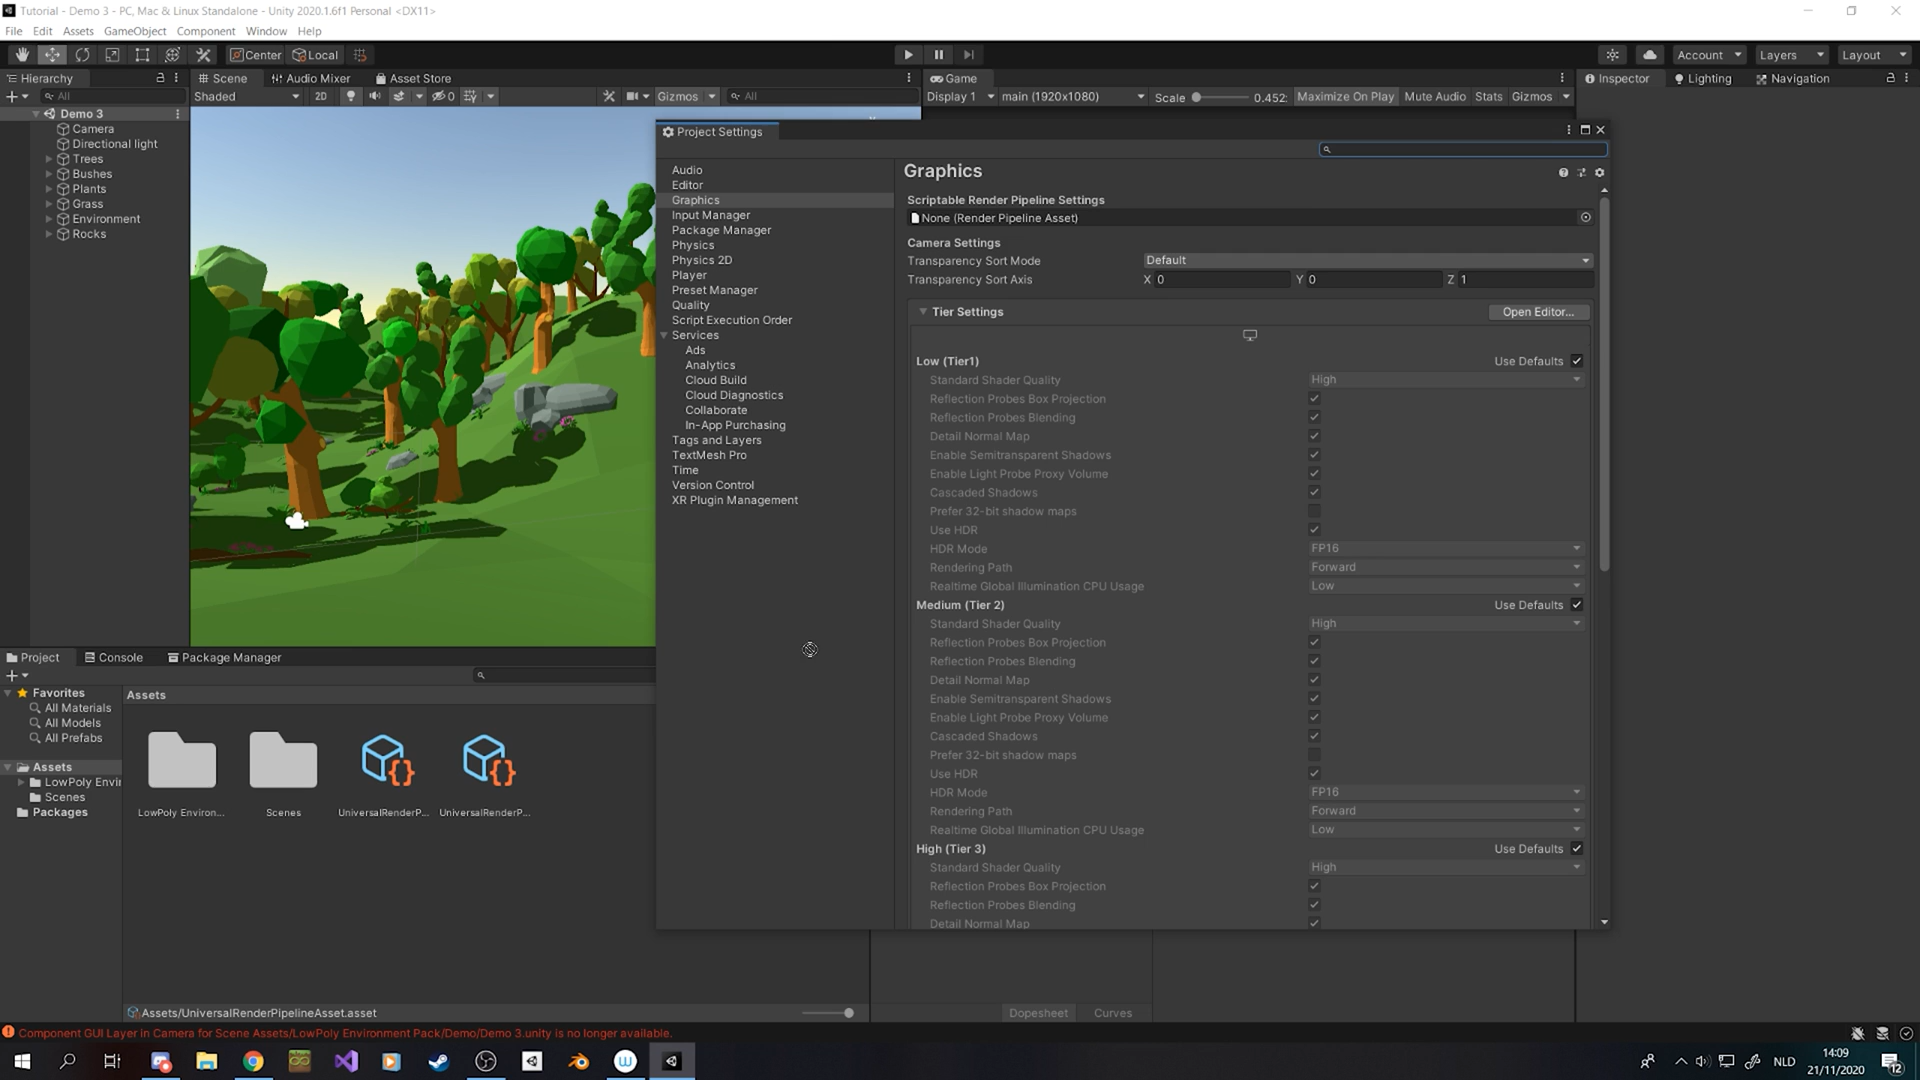 Tutorial - Demo 3 - PC, Mac & Linux Standalone - Unity 2020.1.6f1 Personal <DX11>
File Edit Assets GameObject Component Window Help
Center Local
Account Layers Layout
Hierarchy
All
Demo 3
Camera
Directional light
Trees
Bushes
Plants
Grass
Environment
Rocks
Scene Audio Mixer Asset Store
Shaded 2D 0 Gizmos All
Game
Display 1 main (1920x1080) Scale 0.452: Maximize On Play Mute Audio Stats Gizmos
Inspector Lighting Navigation
Project Settings
Audio
Editor
Graphics
Input Manager
Package Manager
Physics
Physics 2D
Player
Preset Manager
Quality
Script Execution Order
Services
Ads
Analytics
Cloud Build
Cloud Diagnostics
Collaborate
In-App Purchasing
Tags and Layers
TextMesh Pro
Time
Version Control
XR Plugin Management
Graphics
Scriptable Render Pipeline Settings
None (Render Pipeline Asset)
Camera Settings
Transparency Sort Mode Default
Transparency Sort Axis X 0 Y 0 Z 1
Tier Settings Open Editor...
Low (Tier1) Use Defaults
Standard Shader Quality High
Reflection Probes Box Projection
Reflection Probes Blending
Detail Normal Map
Enable Semitransparent Shadows
Enable Light Probe Proxy Volume
Cascaded Shadows
Prefer 32-bit shadow maps
Use HDR
HDR Mode FP16
Rendering Path Forward
Realtime Global Illumination CPU Usage Low
Medium (Tier 2) Use Defaults
Standard Shader Quality High
Reflection Probes Box Projection
Reflection Probes Blending
Detail Normal Map
Enable Semitransparent Shadows
Enable Light Probe Proxy Volume
Cascaded Shadows
Prefer 32-bit shadow maps
Use HDR
HDR Mode FP16
Rendering Path Forward
Realtime Global Illumination CPU Usage Low
High (Tier 3) Use Defaults
Standard Shader Quality High
Reflection Probes Box Projection
Reflection Probes Blending
Detail Normal Map
Project Console Package Manager
Favorites
All Materials
All Models
All Prefabs
Assets
LowPoly Envir
Scenes
Packages
Assets
LowPoly Environ... Scenes UniversalRenderP... UniversalRenderP...
Assets/UniversalRenderPipelineAsset.asset
Dopesheet Curves
Component GUI Layer in Camera for Scene Assets/LowPoly Environment Pack/Demo/Demo 3.unity is no longer available.
NLD
14:09
21/11/2020
12